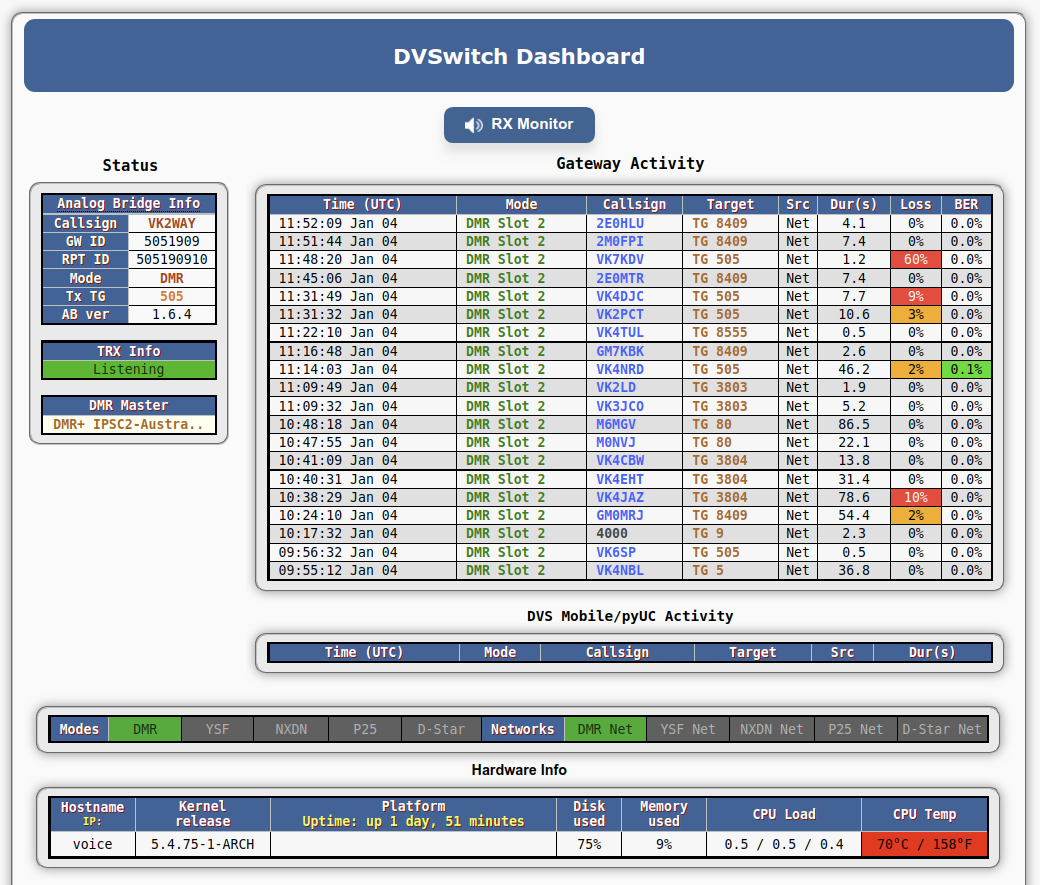 DVSwitch Dashboard
RX Monitor
Status
Analog Bridge Info
Callsign VK2WAY
GW ID 5051909
RPT ID 505190910
Mode DMR
Tx TG 505
AB ver 1.6.4
TRX Info
Listening
DMR Master
DMR+ IPSC2-Austra..
Gateway Activity
Time (UTC) Mode Callsign Target Src Dur(s) Loss BER
11:52:09 Jan 04 DMR Slot 2 2E0HLU TG 8409 Net 4.1 0% 0.0%
11:51:44 Jan 04 DMR Slot 2 2M0FPI TG 8409 Net 7.4 0% 0.0%
11:48:20 Jan 04 DMR Slot 2 VK7KDV TG 505 Net 1.2 60% 0.0%
11:45:06 Jan 04 DMR Slot 2 2E0MTR TG 8409 Net 7.4 0% 0.0%
11:31:49 Jan 04 DMR Slot 2 VK4DJC TG 505 Net 7.7 9% 0.0%
11:31:32 Jan 04 DMR Slot 2 VK2PCT TG 505 Net 10.6 3% 0.0%
11:22:10 Jan 04 DMR Slot 2 VK4TUL TG 8555 Net 0.5 0% 0.0%
11:16:48 Jan 04 DMR Slot 2 GM7KBK TG 8409 Net 2.6 0% 0.0%
11:14:03 Jan 04 DMR Slot 2 VK4NRD TG 505 Net 46.2 2% 0.1%
11:09:49 Jan 04 DMR Slot 2 VK2LD TG 3803 Net 1.9 0% 0.0%
11:09:32 Jan 04 DMR Slot 2 VK3JCO TG 3803 Net 5.2 0% 0.0%
10:48:18 Jan 04 DMR Slot 2 M6MGV TG 80 Net 86.5 0% 0.0%
10:47:55 Jan 04 DMR Slot 2 M0NVJ TG 80 Net 22.1 0% 0.0%
10:41:09 Jan 04 DMR Slot 2 VK4CBW TG 3804 Net 13.8 0% 0.0%
10:40:31 Jan 04 DMR Slot 2 VK4EHT TG 3804 Net 31.4 0% 0.0%
10:38:29 Jan 04 DMR Slot 2 VK4JAZ TG 3804 Net 78.6 10% 0.0%
10:24:10 Jan 04 DMR Slot 2 GM0MRJ TG 8409 Net 54.4 2% 0.0%
10:17:32 Jan 04 DMR Slot 2 4000 TG 9 Net 2.3 0% 0.0%
09:56:32 Jan 04 DMR Slot 2 VK6SP TG 505 Net 0.5 0% 0.0%
09:55:12 Jan 04 DMR Slot 2 VK4NBL TG 5 Net 36.8 0% 0.0%
DVS Mobile/pyUC Activity
Time (UTC) Mode Callsign Target Src Dur(s)
Modes DMR YSF NXDN P25 D-Star Networks DMR Net YSF Net NXDN Net P25 Net D-Star Net
Hardware Info
Hostname Kernel Platform Disk Memory CPU Load CPU Temp
IP: release Uptime: up 1 day, 51 minutes used used
voice 5.4.75-1-ARCH 75% 9% 0.5 / 0.5 / 0.4 70°C / 158°F